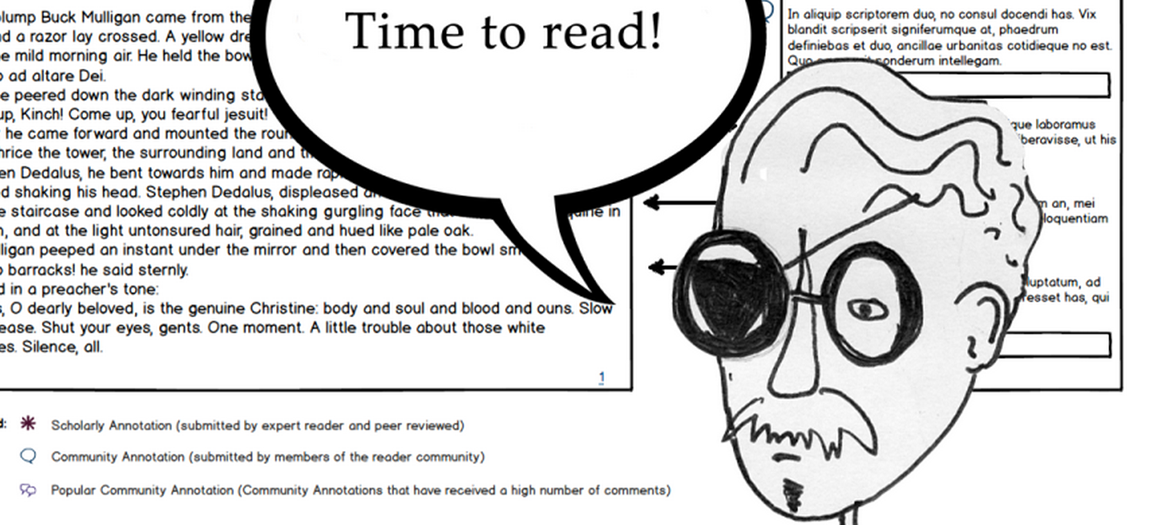 Time to read!
lump Buck Mulligan came from the
d a razor lay crossed. A yellow dre
e mild morning air. He held the bow
o ad altare Dei.
e peered down the dark winding sta
up, Kinch! Come up, you fearful jesuit!
he came forward and mounted the roun
hrice the tower, the surrounding land and th
en Dedalus, he bent towards him and made rap
d shaking his head. Stephen Dedalus, displeased an
e staircase and looked coldly at the shaking gurgling face in
n, and at the light untonsured hair, grained and hued like pale oak.
lligan peeped an instant under the mirror and then covered the bowl sm
o barracks! he said sternly.
d in a preacher's tone:
s, O dearly beloved, is the genuine Christine: body and soul and blood and ouns. Slow
ease. Shut your eyes, gents. One moment. A little trouble about those white
es. Silence, all.
1
In aliquip scriptorem duo, no consul docendi has. Vix
blandit scripserit signiferumque at, phaedrum
definiebas et duo, ancillae urbanitas cotidieque no est.
Quo ponderum intellegam.
que laboramus
beravisse, ut his
n an, mei
loquentiam
luptatum, ad
resset has, qui
d:
Scholarly Annotation (submitted by expert reader and peer reviewed)
Community Annotation (submitted by members of the reader community)
Popular Community Annotation (Community Annotations that have received a high number of comments)